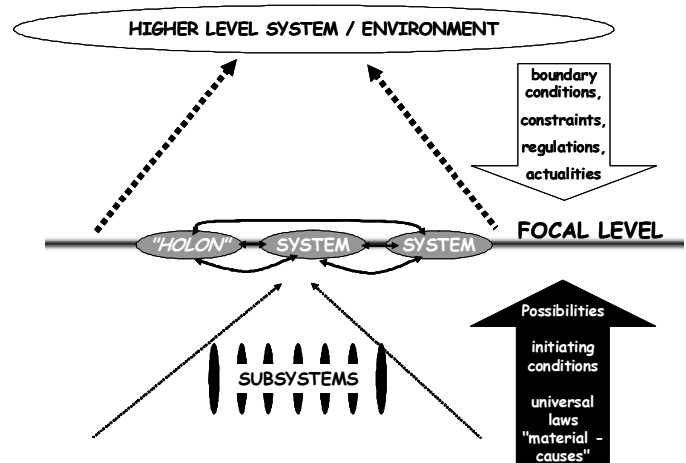 HIGHER LEVEL SYSTEM / ENVIRONMENT
boundary
conditions,
constraints,
regulations,
actualities
FOCAL LEVEL
"HOLON" SYSTEM SYSTEM
Possibilities
initiating
conditions
universal
laws
"material -
causes"
SUBSYSTEMS